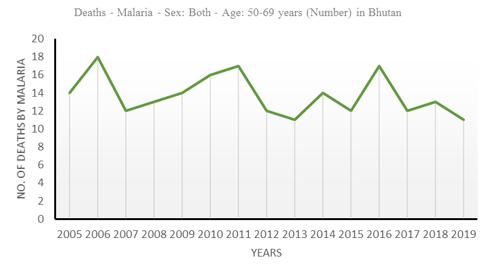 Deaths - Malaria - Sex: Both - Age: 50-69 years (Number) in Bhutan
20
18
16
14
12
10
8
6
4
2
0
NO. OF DEATHS BY MALARIA
2005 2006 2007 2008 2009 2010 2011 2012 2013 2014 2015 2016 2017 2018 2019
YEARS